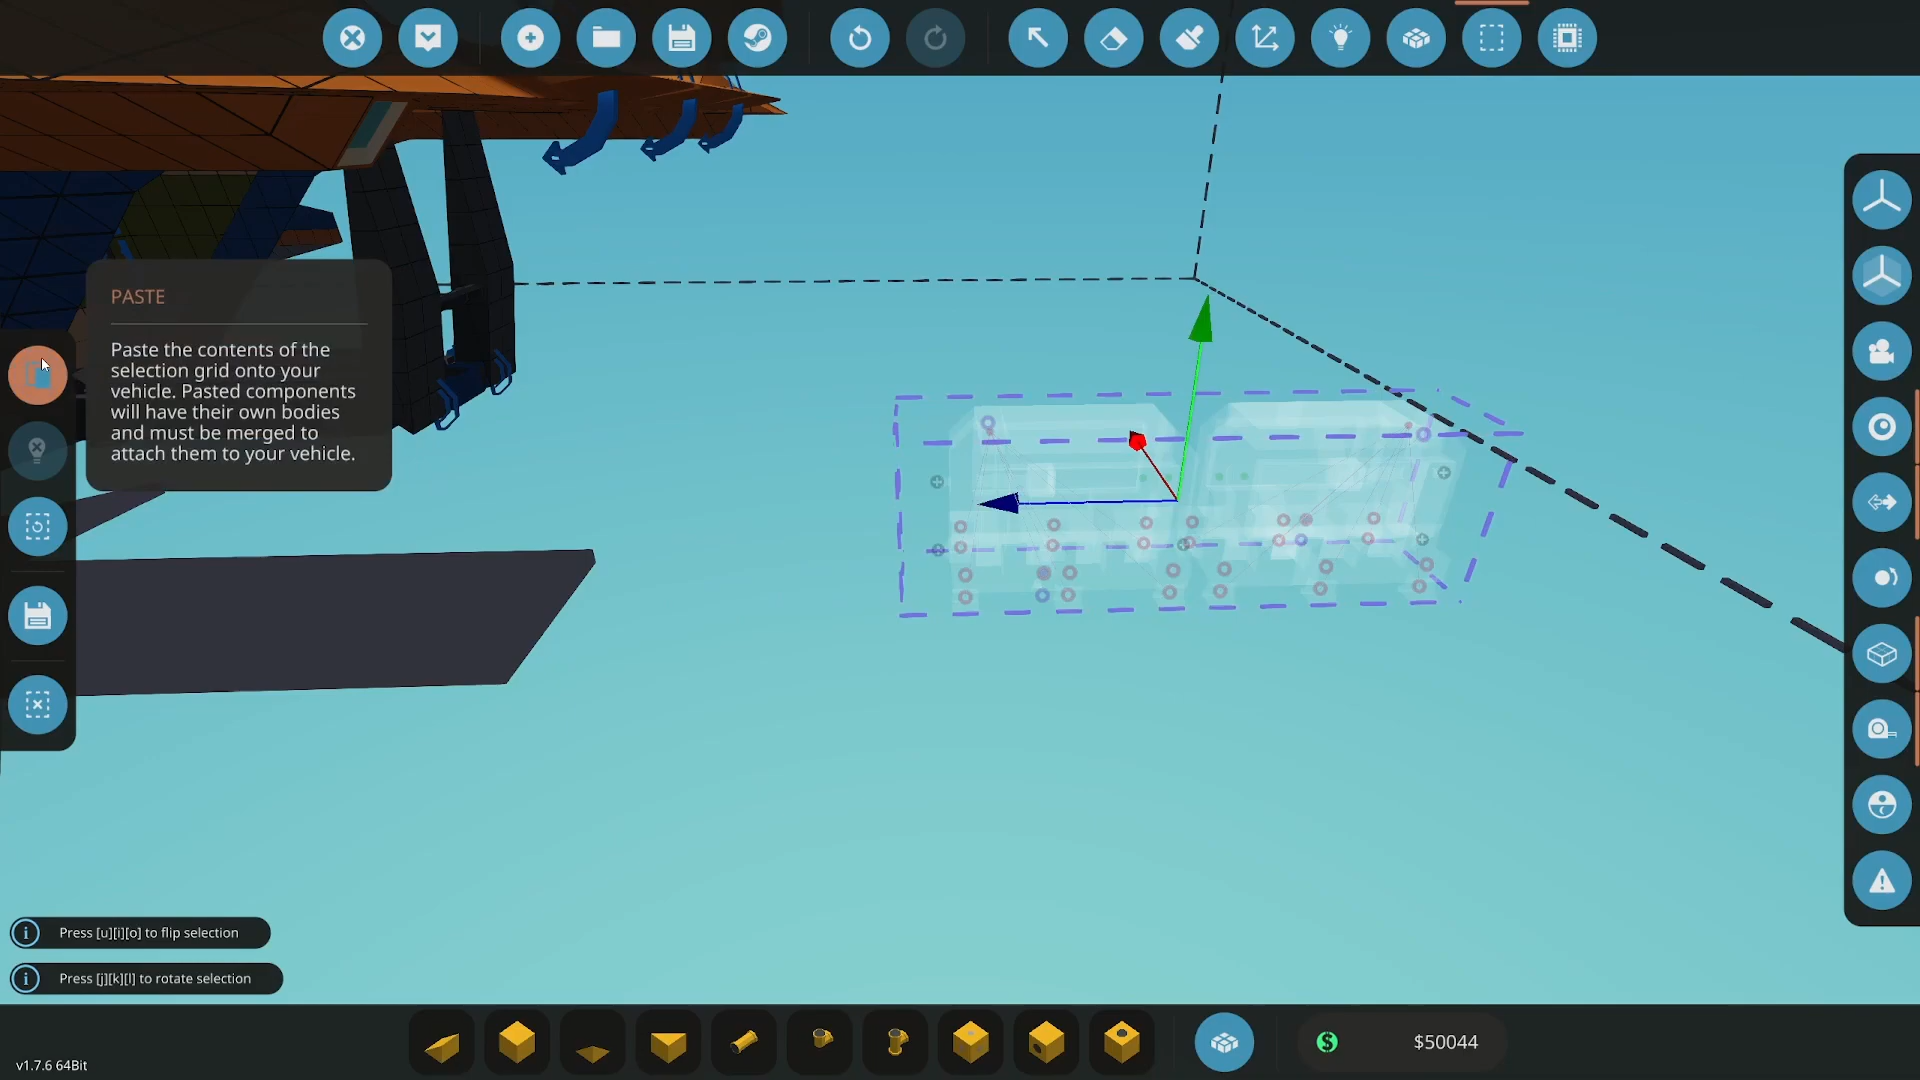 PASTE
Paste the contents of the
selection grid onto your
vehicle. Pasted components
will have their own bodies
and must be merged to
attach them to your vehicle.
Press [u][i][o] to flip selection
Press [j][k][l] to rotate selection
$50044
v1.7.6 64Bit